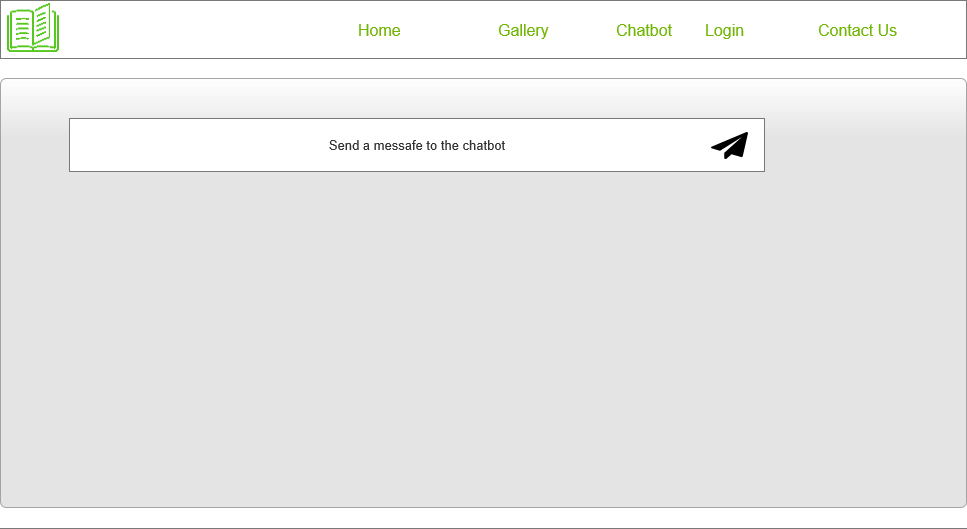 Home Gallery Chatbot Login Contact Us
Send a messafe to the chatbot